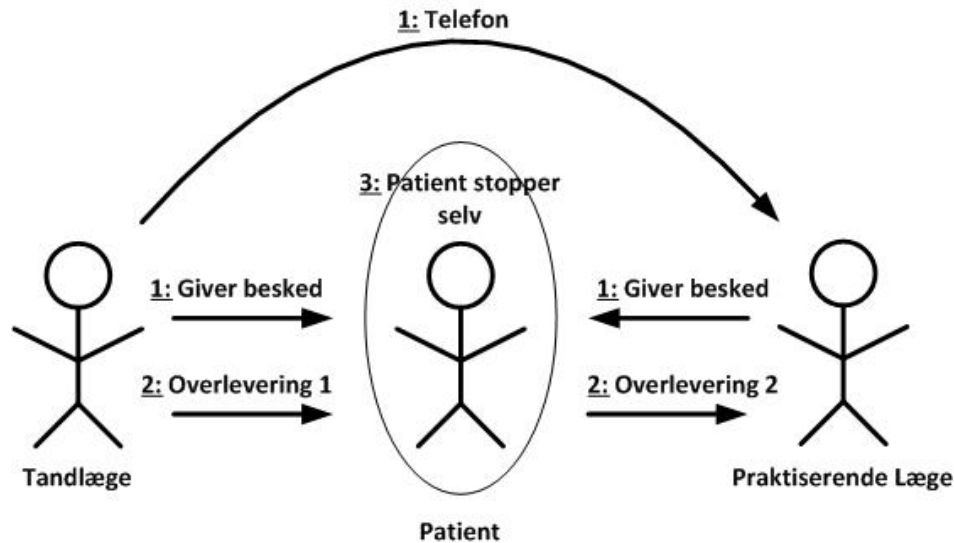 1: Telefon
3: Patient stopper
selv
1: Giver besked
1: Giver besked
2: Overlevering 1
2: Overlevering 2
Tandlæge
Praktiserende Læge
Patient